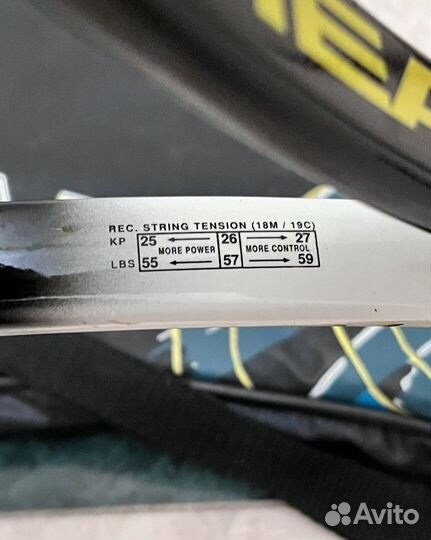 REC. STRING TENSION (18M / 19C)
KP 25 26 27
MORE POWER MORE CONTROL
LBS 55 57 59
Avito